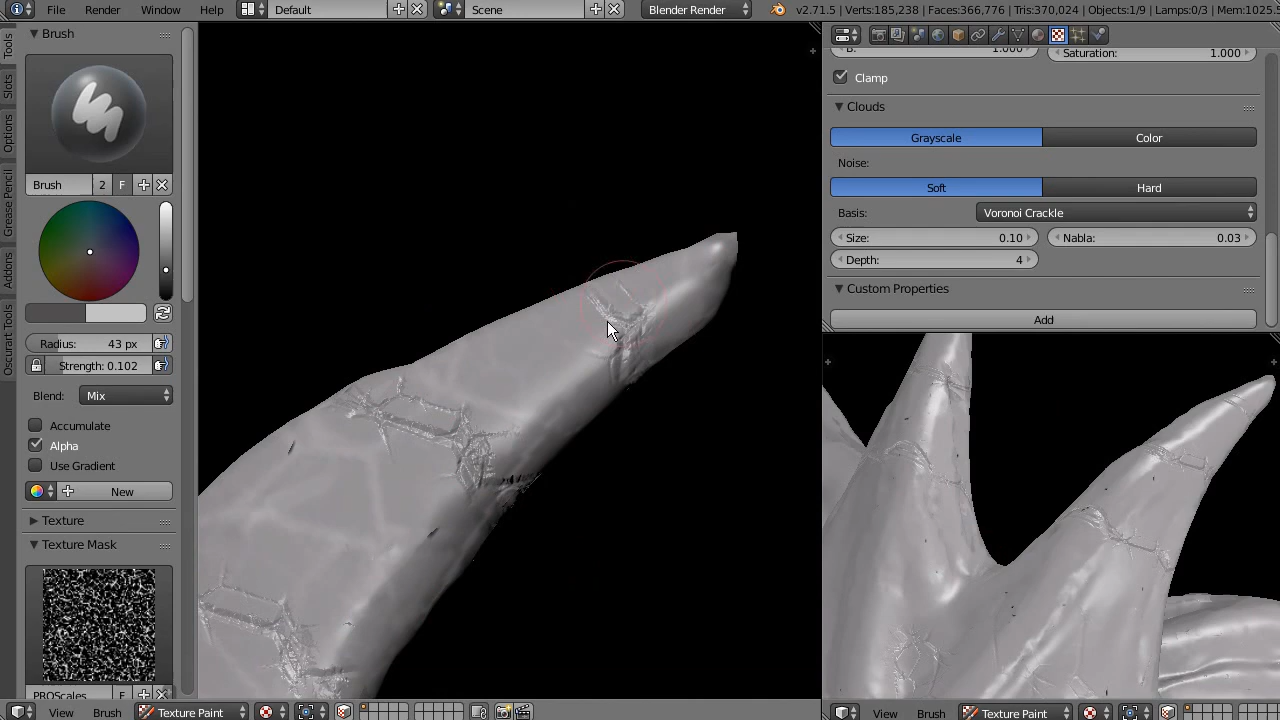 File Render Window Help Default Scene Blender Render v2.71.5 | Verts:185,238 | Faces:366,776 | Tris:370,024 | Objects:1/9 | Lamps:0/3 | Mem:1025.
Tools
Slots
Options
Grease Pencil
Addons
Oscurart Tools
Brush
Brush 2 F
Radius: 43 px
Strength: 0.102
Blend: Mix
Accumulate
Alpha
Use Gradient
New
Texture
Texture Mask
PROScales F
B: 1.000 Saturation: 1.000
Clamp
Clouds
Grayscale Color
Noise:
Soft Hard
Basis: Voronoi Crackle
Size: 0.10 Nabla: 0.03
Depth: 4
Custom Properties
Add
View Brush Texture Paint
View Brush Texture Paint